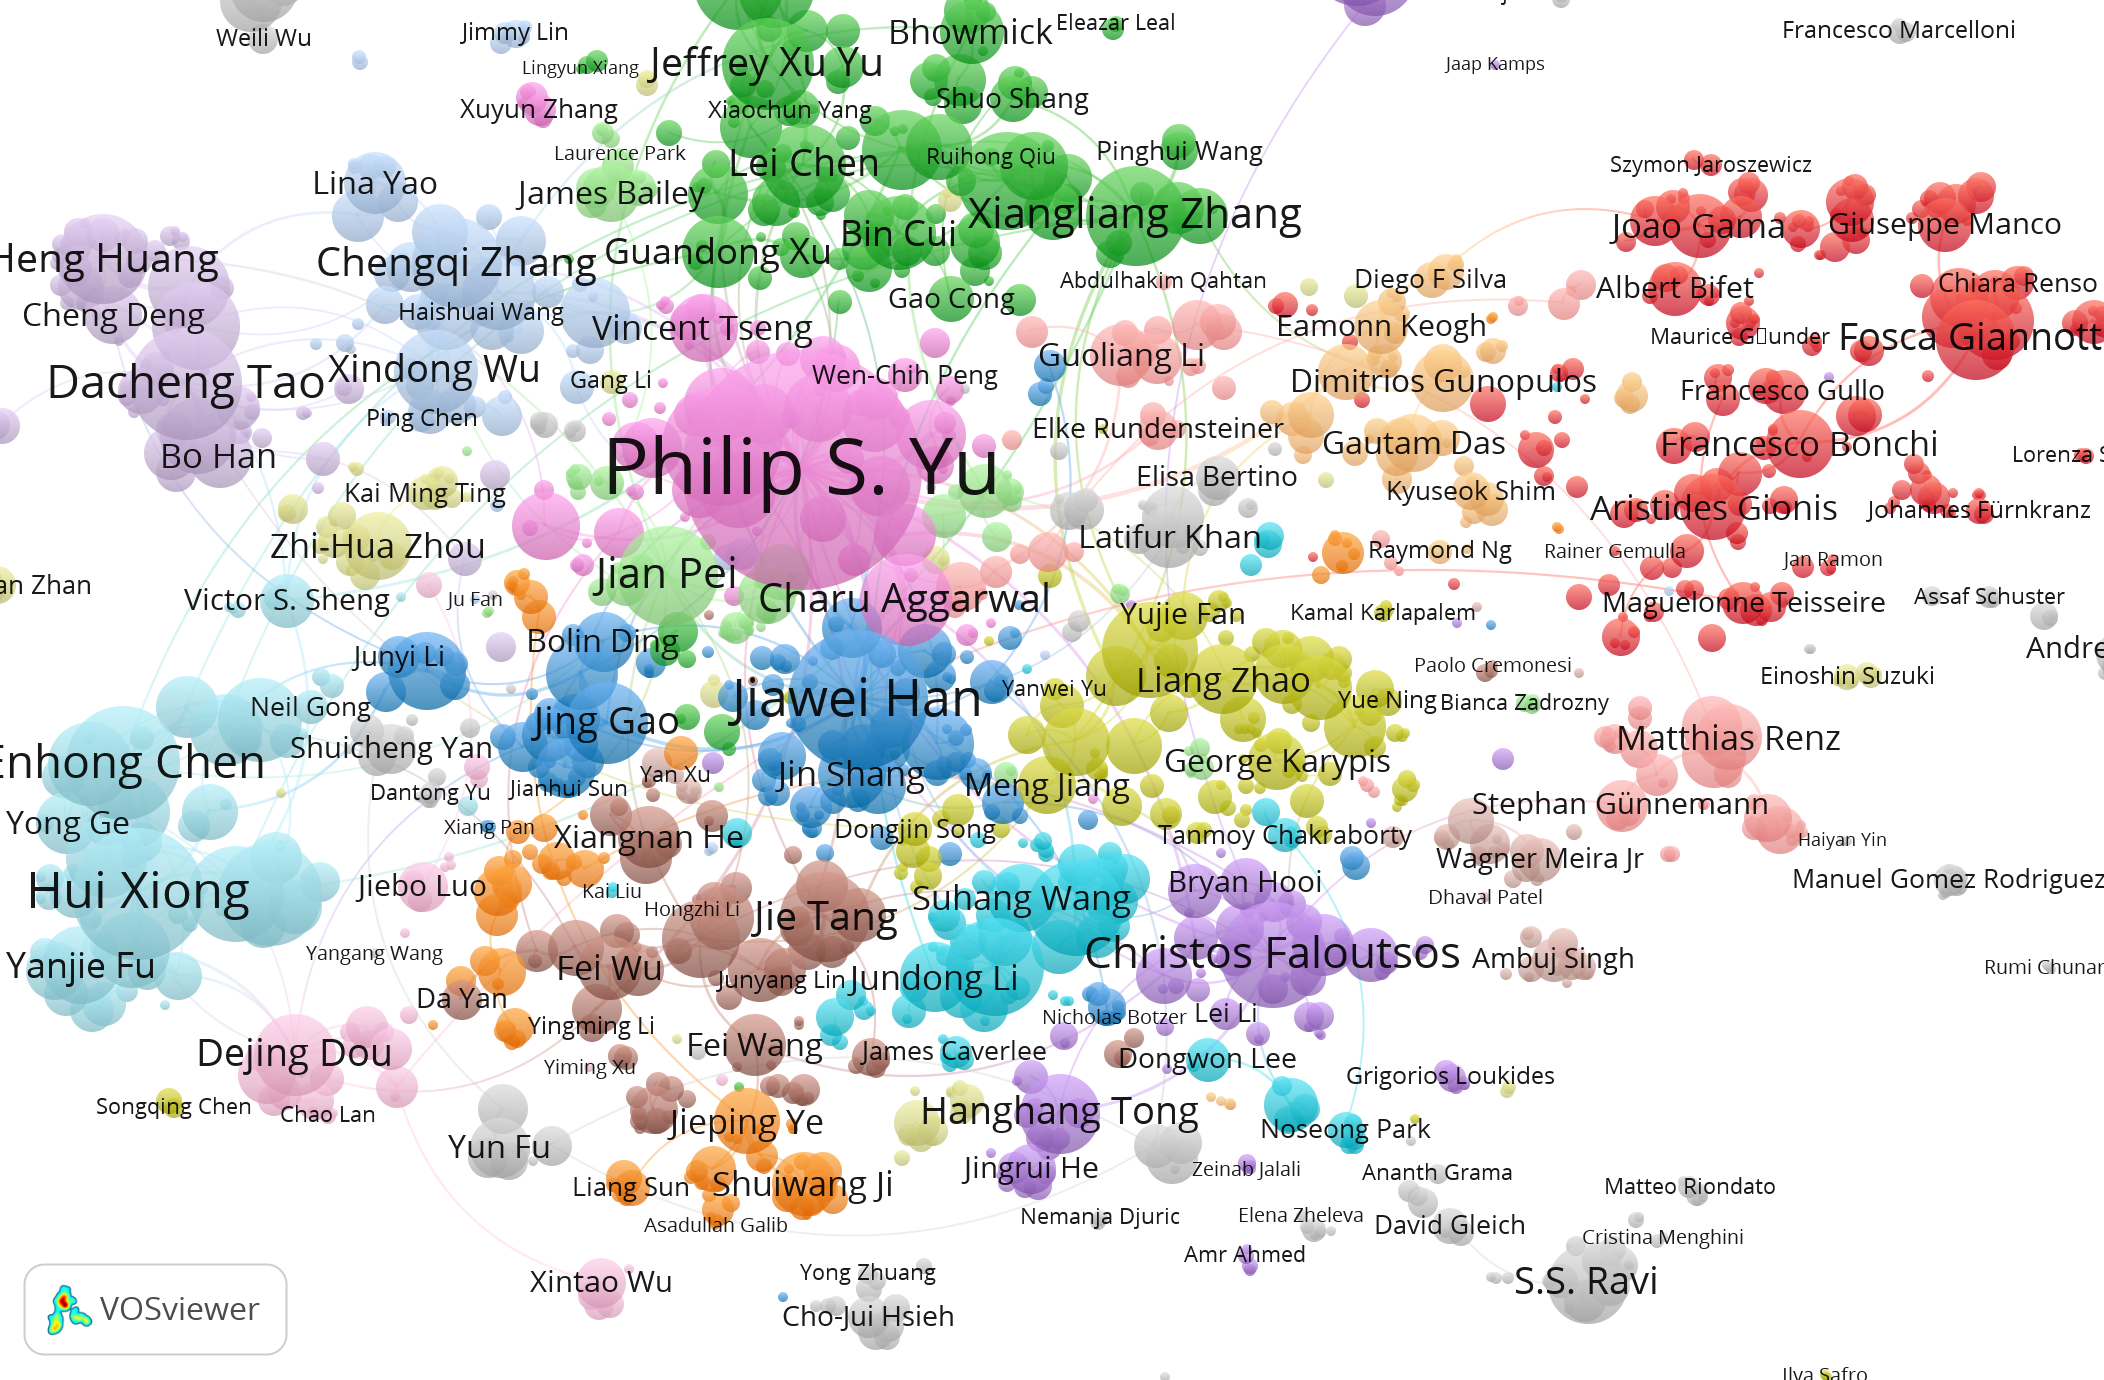 Weili Wu
Jimmy Lin
Bhowmick
Eleazar Leal
Francesco Marcelloni
Lingyun Xiang
Jeffrey Xu Yu
Jaap Kamps
Xuyun Zhang
Xiaochun Yang
Shuo Shang
Laurence Park
Lei Chen
Ruihong Qiu
Pinghui Wang
Szymon Jaroszewicz
Lina Yao
James Bailey
Xiangliang Zhang
Joao Gama
Giuseppe Manco
Heng Huang
Chengqi Zhang
Guandong Xu
Bin Cui
Abdulhakim Qahtan
Diego F Silva
Albert Bifet
Chiara Renso
Cheng Deng
Haishuai Wang
Vincent Tseng
Gao Cong
Eamonn Keogh
Maurice G▯under
Fosca Giannott
Guoliang Li
Dacheng Tao
Xindong Wu
Gang Li
Wen-Chih Peng
Dimitrios Gunopulos
Francesco Gullo
Ping Chen
Elke Rundensteiner
Gautam Das
Francesco Bonchi
Bo Han
Philip S. Yu
Elisa Bertino
Lorenza S
Kai Ming Ting
Kyuseok Shim
Aristides Gionis
Johannes Fürnkranz
Zhi-Hua Zhou
Latifur Khan
Raymond Ng
Rainer Gemulla
Jan Ramon
an Zhan
Victor S. Sheng
Ju Fan
Jian Pei
Charu Aggarwal
Yujie Fan
Kamal Karlapalem
Maguelonne Teisseire
Assaf Schuster
Junyi Li
Bolin Ding
Andre
Paolo Cremonesi
Einoshin Suzuki
Neil Gong
Jiawei Han
Yanwei Yu
Liang Zhao
Yue Ning
Bianca Zadrozny
Jing Gao
Enhong Chen
Shuicheng Yan
Matthias Renz
George Karypis
Dantong Yu
Jianhui Sun
Yan Xu
Jin Shang
Meng Jiang
Stephan Günnemann
Yong Ge
Xiang Pan
Xiangnan He
Dongjin Song
Tanmoy Chakraborty
Haiyan Yin
Wagner Meira Jr
Hui Xiong
Jiebo Luo
Kai Liu
Hongzhi Li
Jie Tang
Suhang Wang
Bryan Hooi
Dhaval Patel
Manuel Gomez Rodriguez
Yangang Wang
Christos Faloutsos
Ambuj Singh
Yanjie Fu
Fei Wu
Junyang Lin
Jundong Li
Rumi Chunar
Da Yan
Yingming Li
Nicholas Botzer
Lei Li
Dejing Dou
Fei Wang
James Caverlee
Dongwon Lee
Yiming Xu
Grigorios Loukides
Songqing Chen
Chao Lan
Jieping Ye
Hanghang Tong
Noseong Park
Yun Fu
Jingrui He
Zeinab Jalali
Ananth Grama
Liang Sun
Shuiwang Ji
Matteo Riondato
Asadullah Galib
Nemanja Djuric
Elena Zheleva
David Gleich
Cristina Menghini
Amr Ahmed
Xintao Wu
Yong Zhuang
S.S. Ravi
VOSviewer
Cho-Jui Hsieh
Ilya Safro